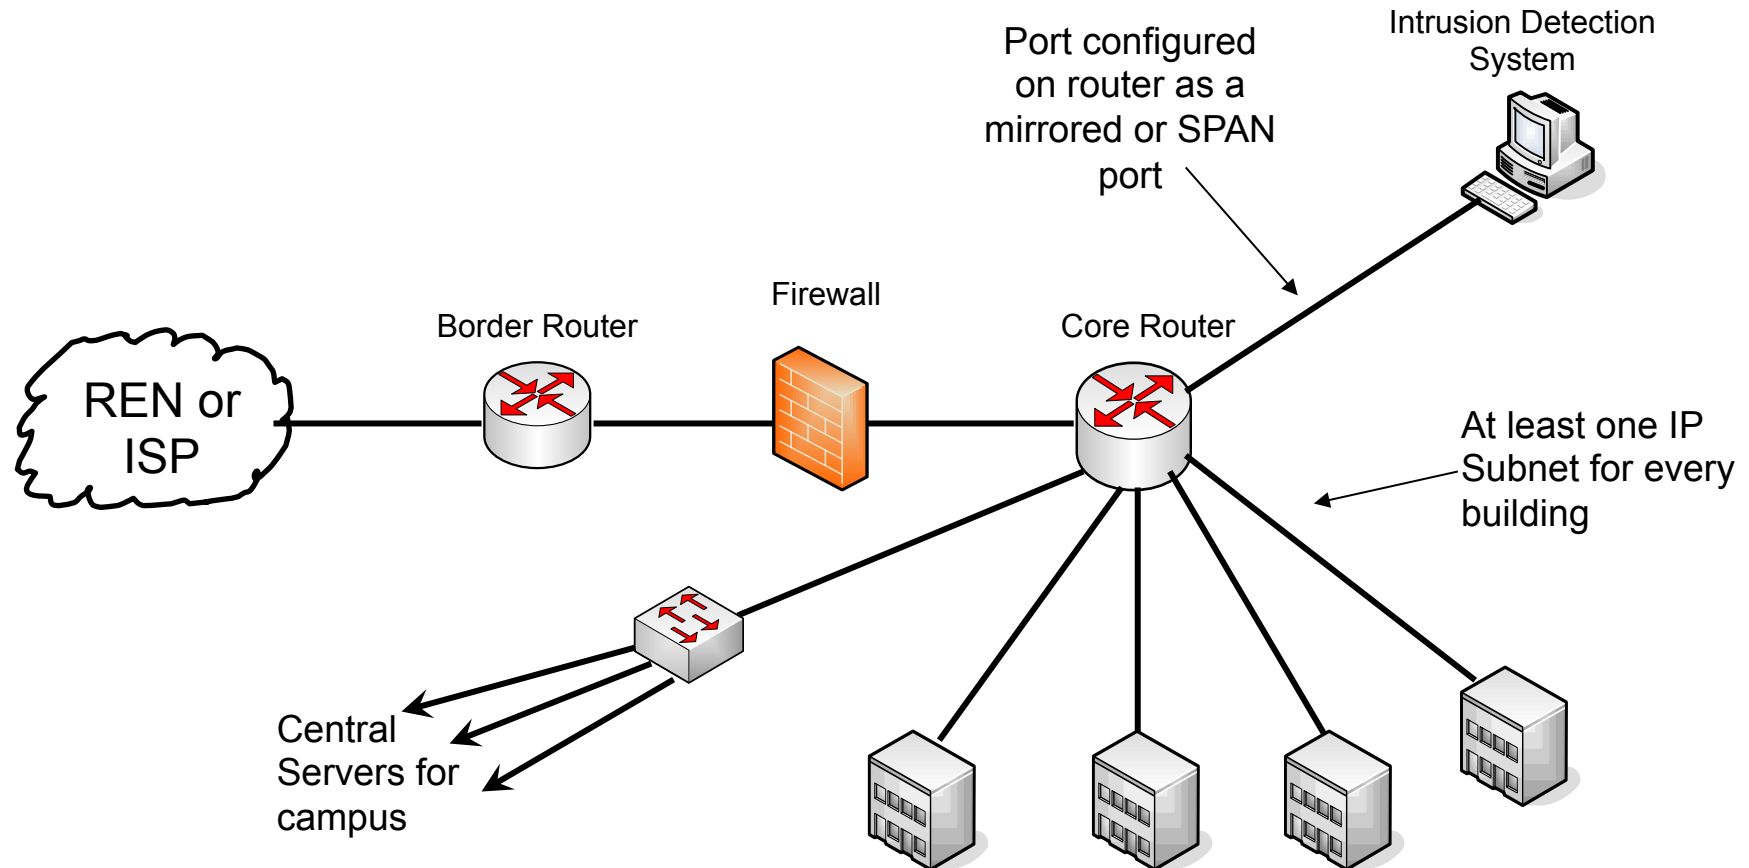 Intrusion Detection
System
Port configured
on router as a
mirrored or SPAN
port
Firewall
Border Router
Core Router
REN or
ISP
At least one IP
Subnet for every
building
Central
Servers for
campus